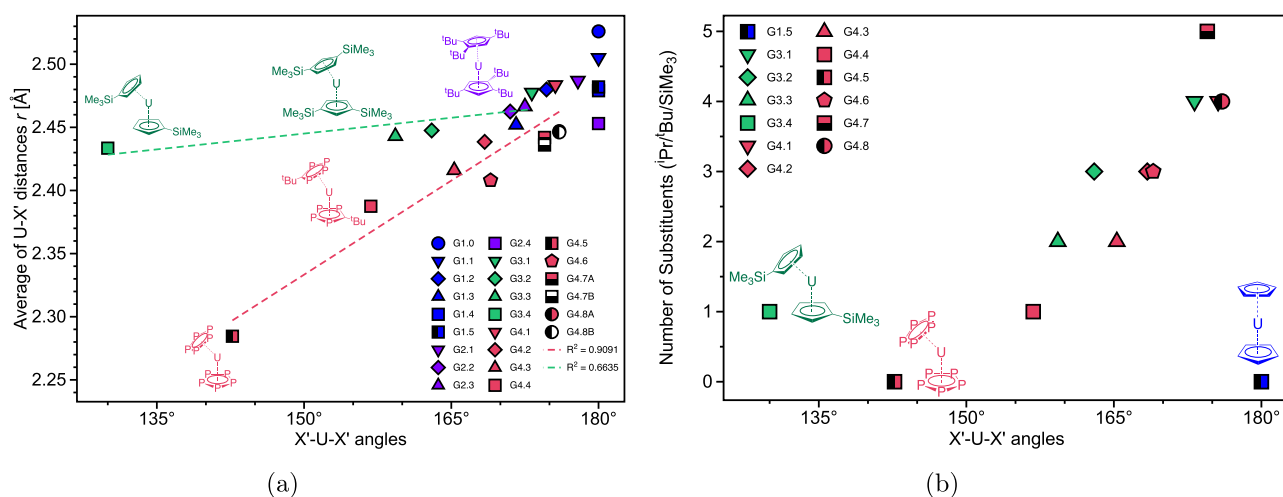 (a)
Average of U-X' distances r [Å]
2.50
2.45
2.40
2.35
2.30
2.25
135°
150°
165°
180°
X'-U-X' angles
SiMe₃
Me₃Si
U
Me₃Si
SiMe₃
U
Me₃Si
SiMe₃
ᵗBu
ᵗBu
ᵗBu
U
ᵗBu
ᵗBu
ᵗBu
ᵗBu
U
ᵗBu
U
G1.0
G1.1
G1.2
G1.3
G1.4
G1.5
G2.1
G2.2
G2.3
G2.4
G3.1
G3.2
G3.3
G3.4
G4.1
G4.2
G4.3
G4.4
G4.5
G4.6
G4.7A
G4.7B
G4.8A
G4.8B
R² = 0.9091
R² = 0.6635
(b)
Number of Substituents (ⁱPr/ᵗBu/SiMe₃)
5
4
3
2
1
0
135°
150°
165°
180°
X'-U-X' angles
G1.5
G3.1
G3.2
G3.3
G3.4
G4.1
G4.2
G4.3
G4.4
G4.5
G4.6
G4.7
G4.8
Me₃Si
U
SiMe₃
U
U